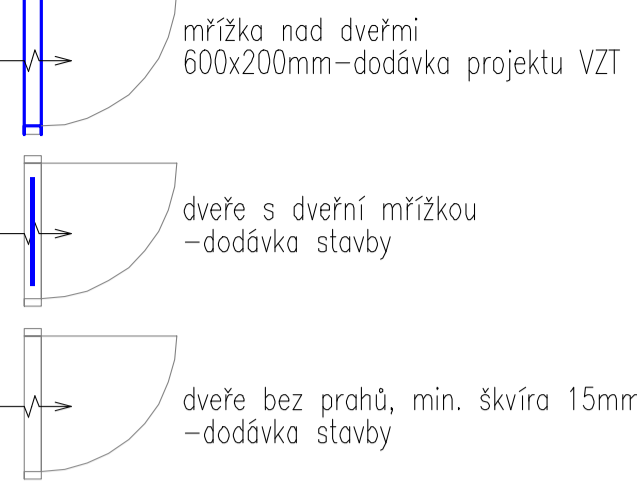 mřížka nad dveřmi
600x200mm-dodávka projektu VZT
dveře s dveřní mřížkou
-dodávka stavby
dveře bez prahů, min. škvíra 15mm
-dodávka stavby